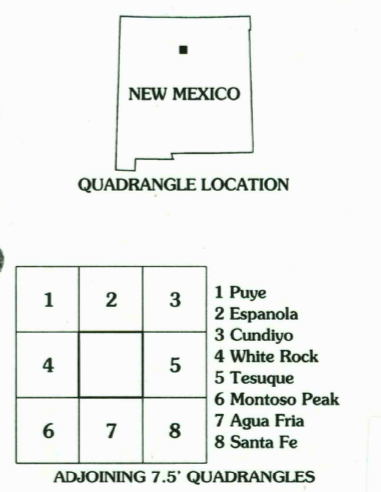 NEW MEXICO
QUADRANGLE LOCATION
1 2 3
4 5
6 7 8
1 Puye
2 Espanola
3 Cundiyo
4 White Rock
5 Tesuque
6 Montoso Peak
7 Agua Fria
8 Santa Fe
ADJOINING 7.5' QUADRANGLES